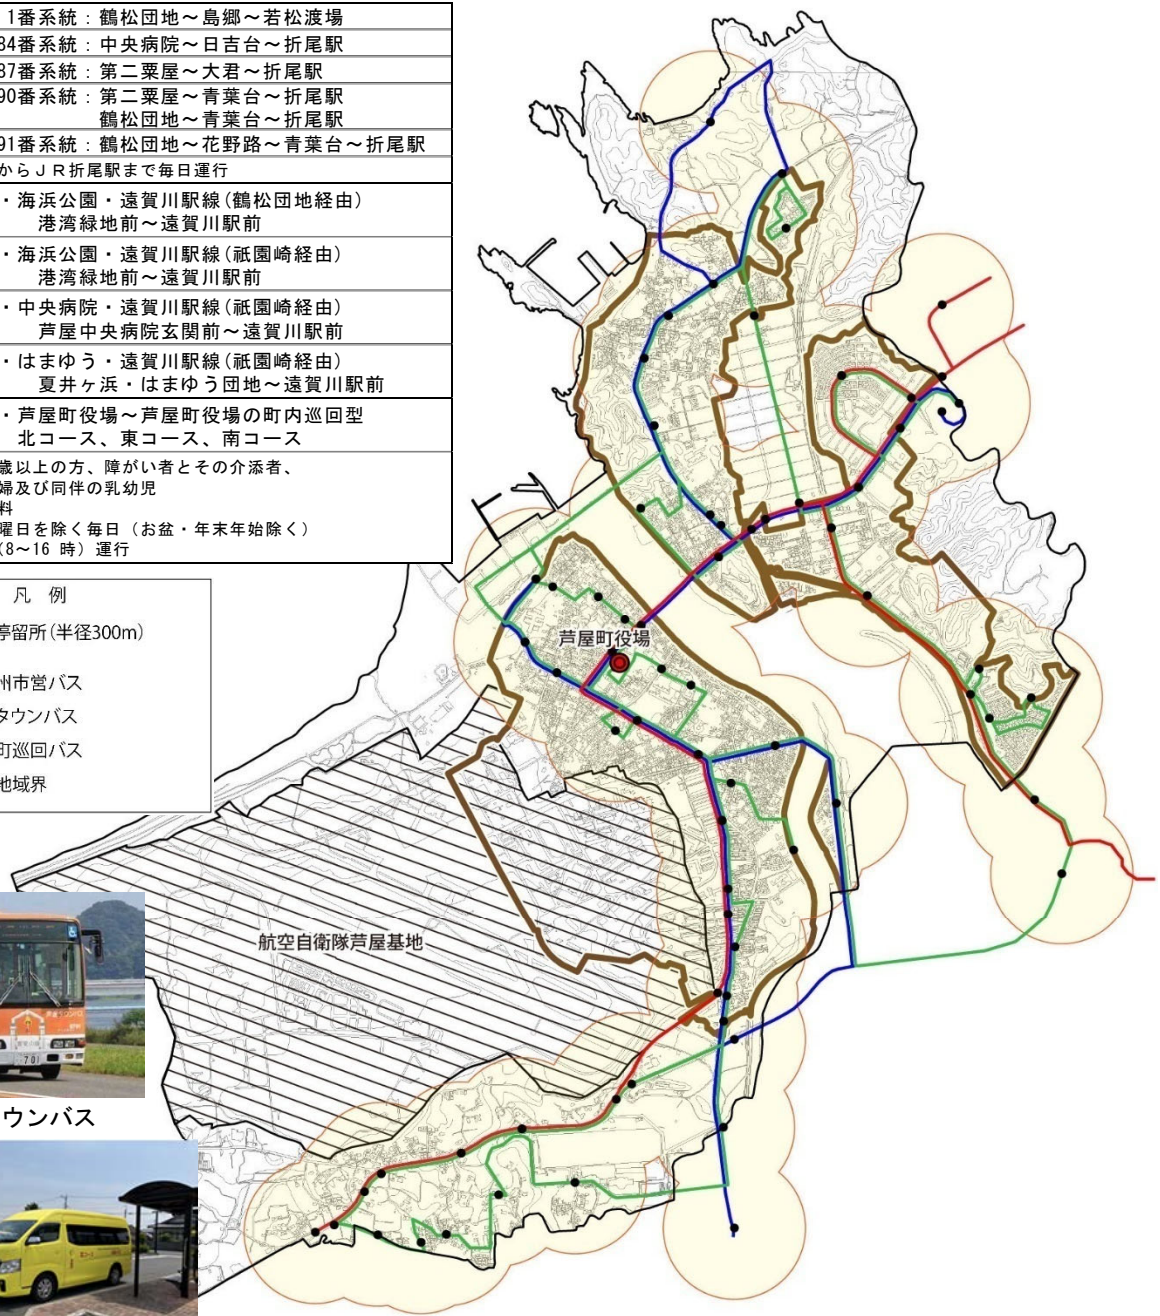 1番系統：鶴松団地～島郷～若松渡場
84番系統：中央病院～日吉台～折尾駅
87番系統：第二粟屋～大君～折尾駅
90番系統：第二粟屋～青葉台～折尾駅
鶴松団地～青葉台～折尾駅
91番系統：鶴松団地～花野路～青葉台～折尾駅
からＪＲ折尾駅まで毎日運行
・海浜公園・遠賀川駅線(鶴松団地経由)
港湾緑地前～遠賀川駅前
・海浜公園・遠賀川駅線(祇園崎経由)
港湾緑地前～遠賀川駅前
・中央病院・遠賀川駅線(祇園崎経由)
芦屋中央病院玄関前～遠賀川駅前
・はまゆう・遠賀川駅線(祇園崎経由)
夏井ヶ浜・はまゆう団地～遠賀川駅前
・芦屋町役場～芦屋町役場の町内巡回型
北コース、東コース、南コース
歳以上の方、障がい者とその介添者、
婦及び同伴の乳幼児
料
曜日を除く毎日（お盆・年末年始除く）
(8～16 時）運行
凡 例
停留所(半径300m)
州市営バス
タウンバス
町巡回バス
地域界
芦屋町役場
航空自衛隊芦屋基地
701
ウンバス